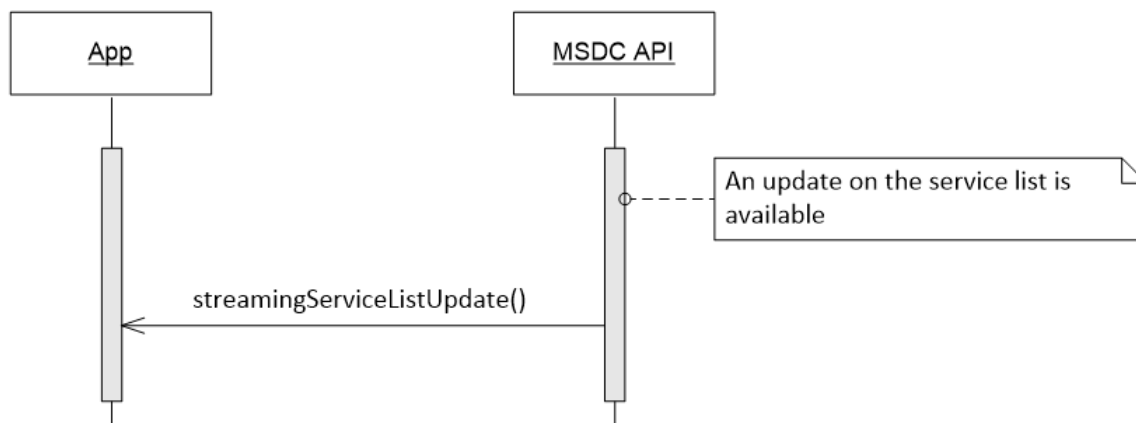 App
MSDC API
An update on the service list is
available
streamingServiceListUpdate()